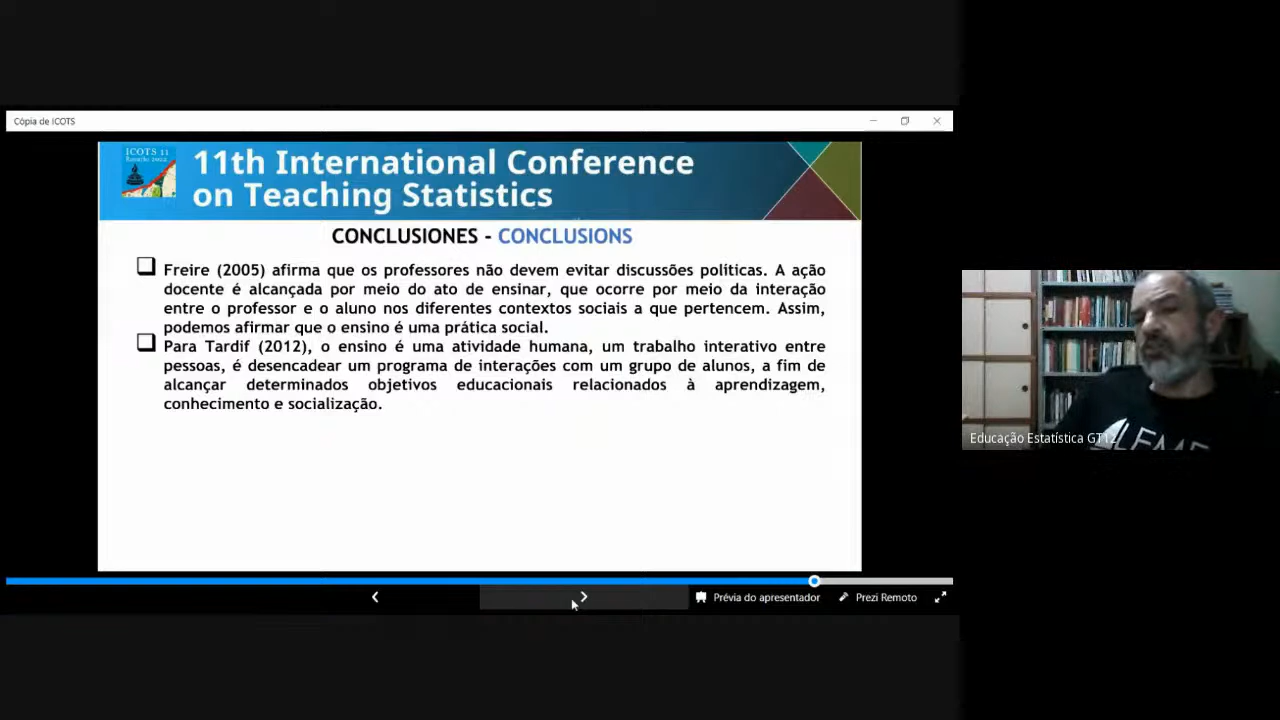 Cópia de ICOTS
ICOTS 11
Rosario 2022
11th International Conference
on Teaching Statistics
CONCLUSIONES - CONCLUSIONS
Freire (2005) afirma que os professores não devem evitar discussões políticas. A ação
docente é alcançada por meio do ato de ensinar, que ocorre por meio da interação
entre o professor e o aluno nos diferentes contextos sociais a que pertencem. Assim,
podemos afirmar que o ensino é uma prática social.
Para Tardif (2012), o ensino é uma atividade humana, um trabalho interativo entre
pessoas, é desencadear um programa de interações com um grupo de alunos, a fim de
alcançar determinados objetivos educacionais relacionados à aprendizagem,
conhecimento e socialização.
Educação Estatística GT12
Prévia do apresentador
Prezi Remoto